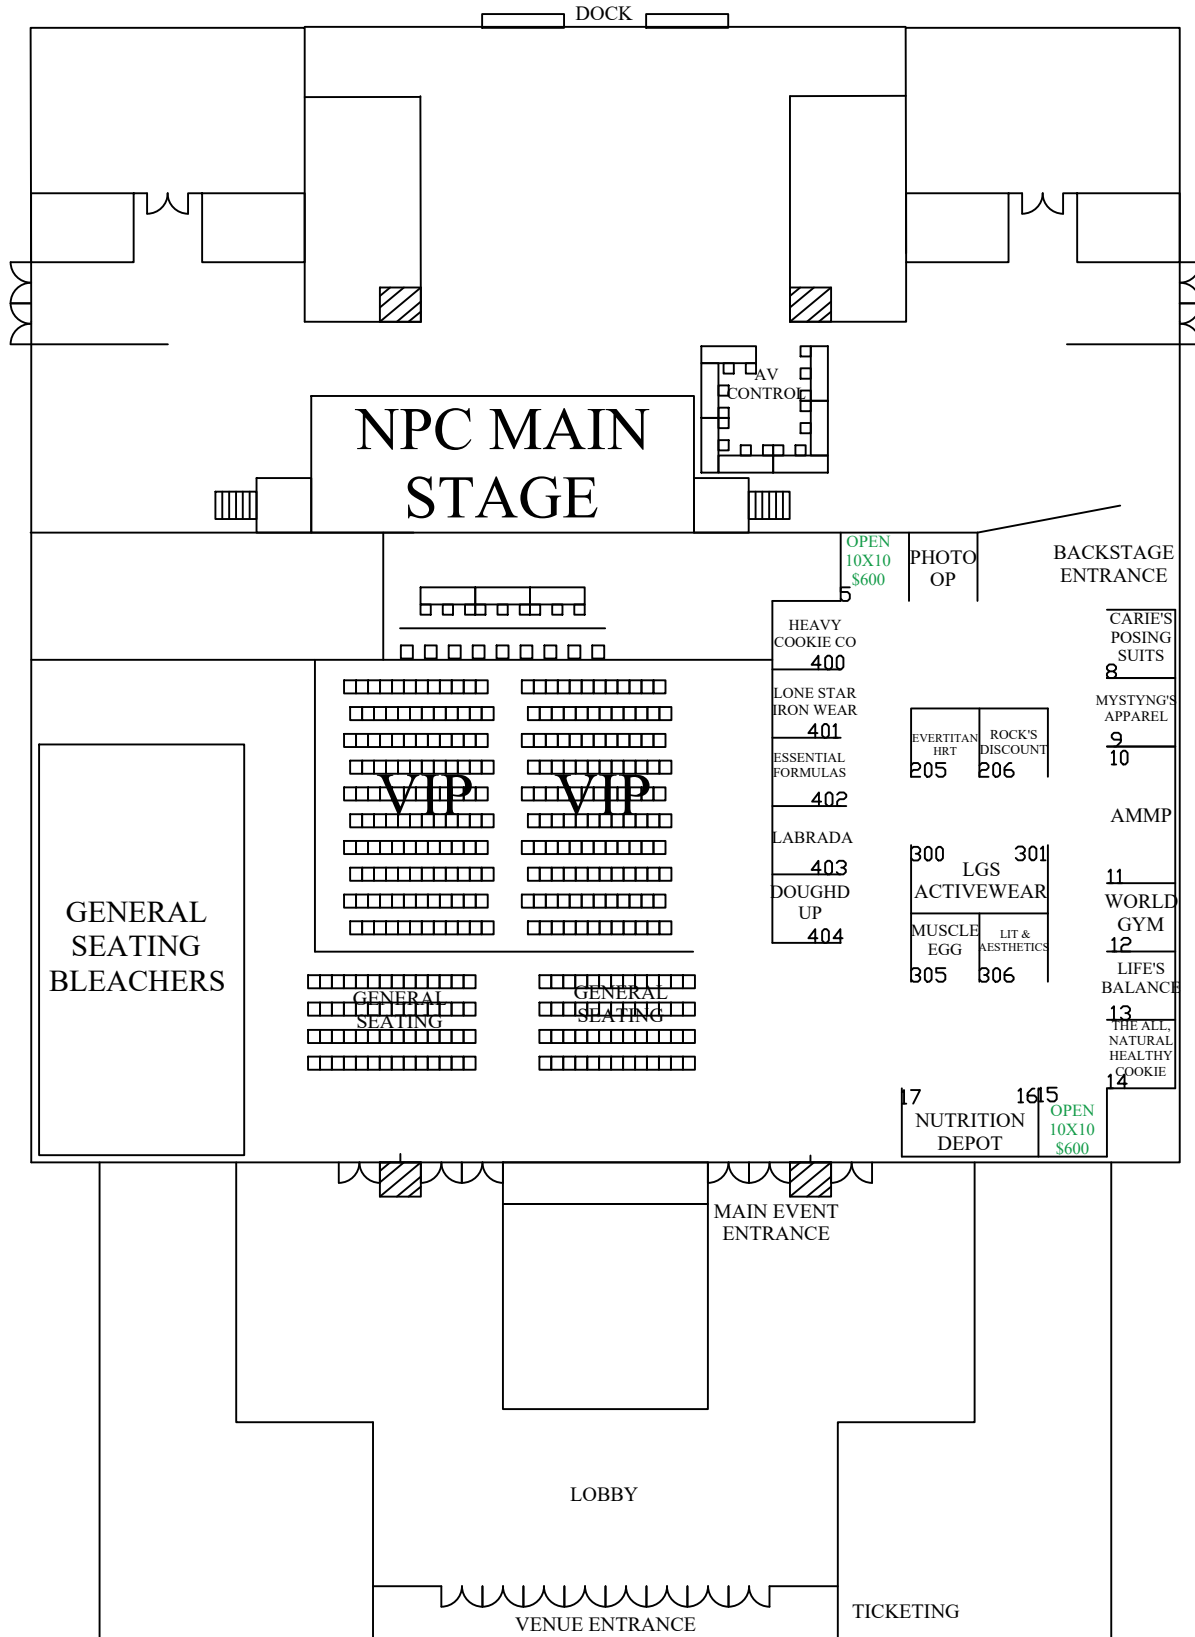 DOCK
AV
CONTROL
NPC MAIN
STAGE
OPEN
10X10
$600
5
PHOTO
OP
BACKSTAGE
ENTRANCE
HEAVY
COOKIE CO
400
LONE STAR
IRON WEAR
401
ESSENTIAL
FORMULAS
402
LABRADA
403
DOUGHD
UP
404
CARIE'S
POSING
SUITS
8
MYSTYNG'S
APPAREL
9
10
AMMP
11
WORLD
GYM
12
LIFE'S
BALANCE
13
THE ALL,
NATURAL
HEALTHY
COOKIE
14
EVERTITAN
HRT
205
ROCK'S
DISCOUNT
206
300
301
LGS
ACTIVEWEAR
MUSCLE
EGG
305
LIT &
AESTHETICS
306
VIP
VIP
GENERAL
SEATING
BLEACHERS
GENERAL
SEATING
GENERAL
SEATING
17
16
NUTRITION
DEPOT
15
OPEN
10X10
$600
MAIN EVENT
ENTRANCE
LOBBY
VENUE ENTRANCE
TICKETING